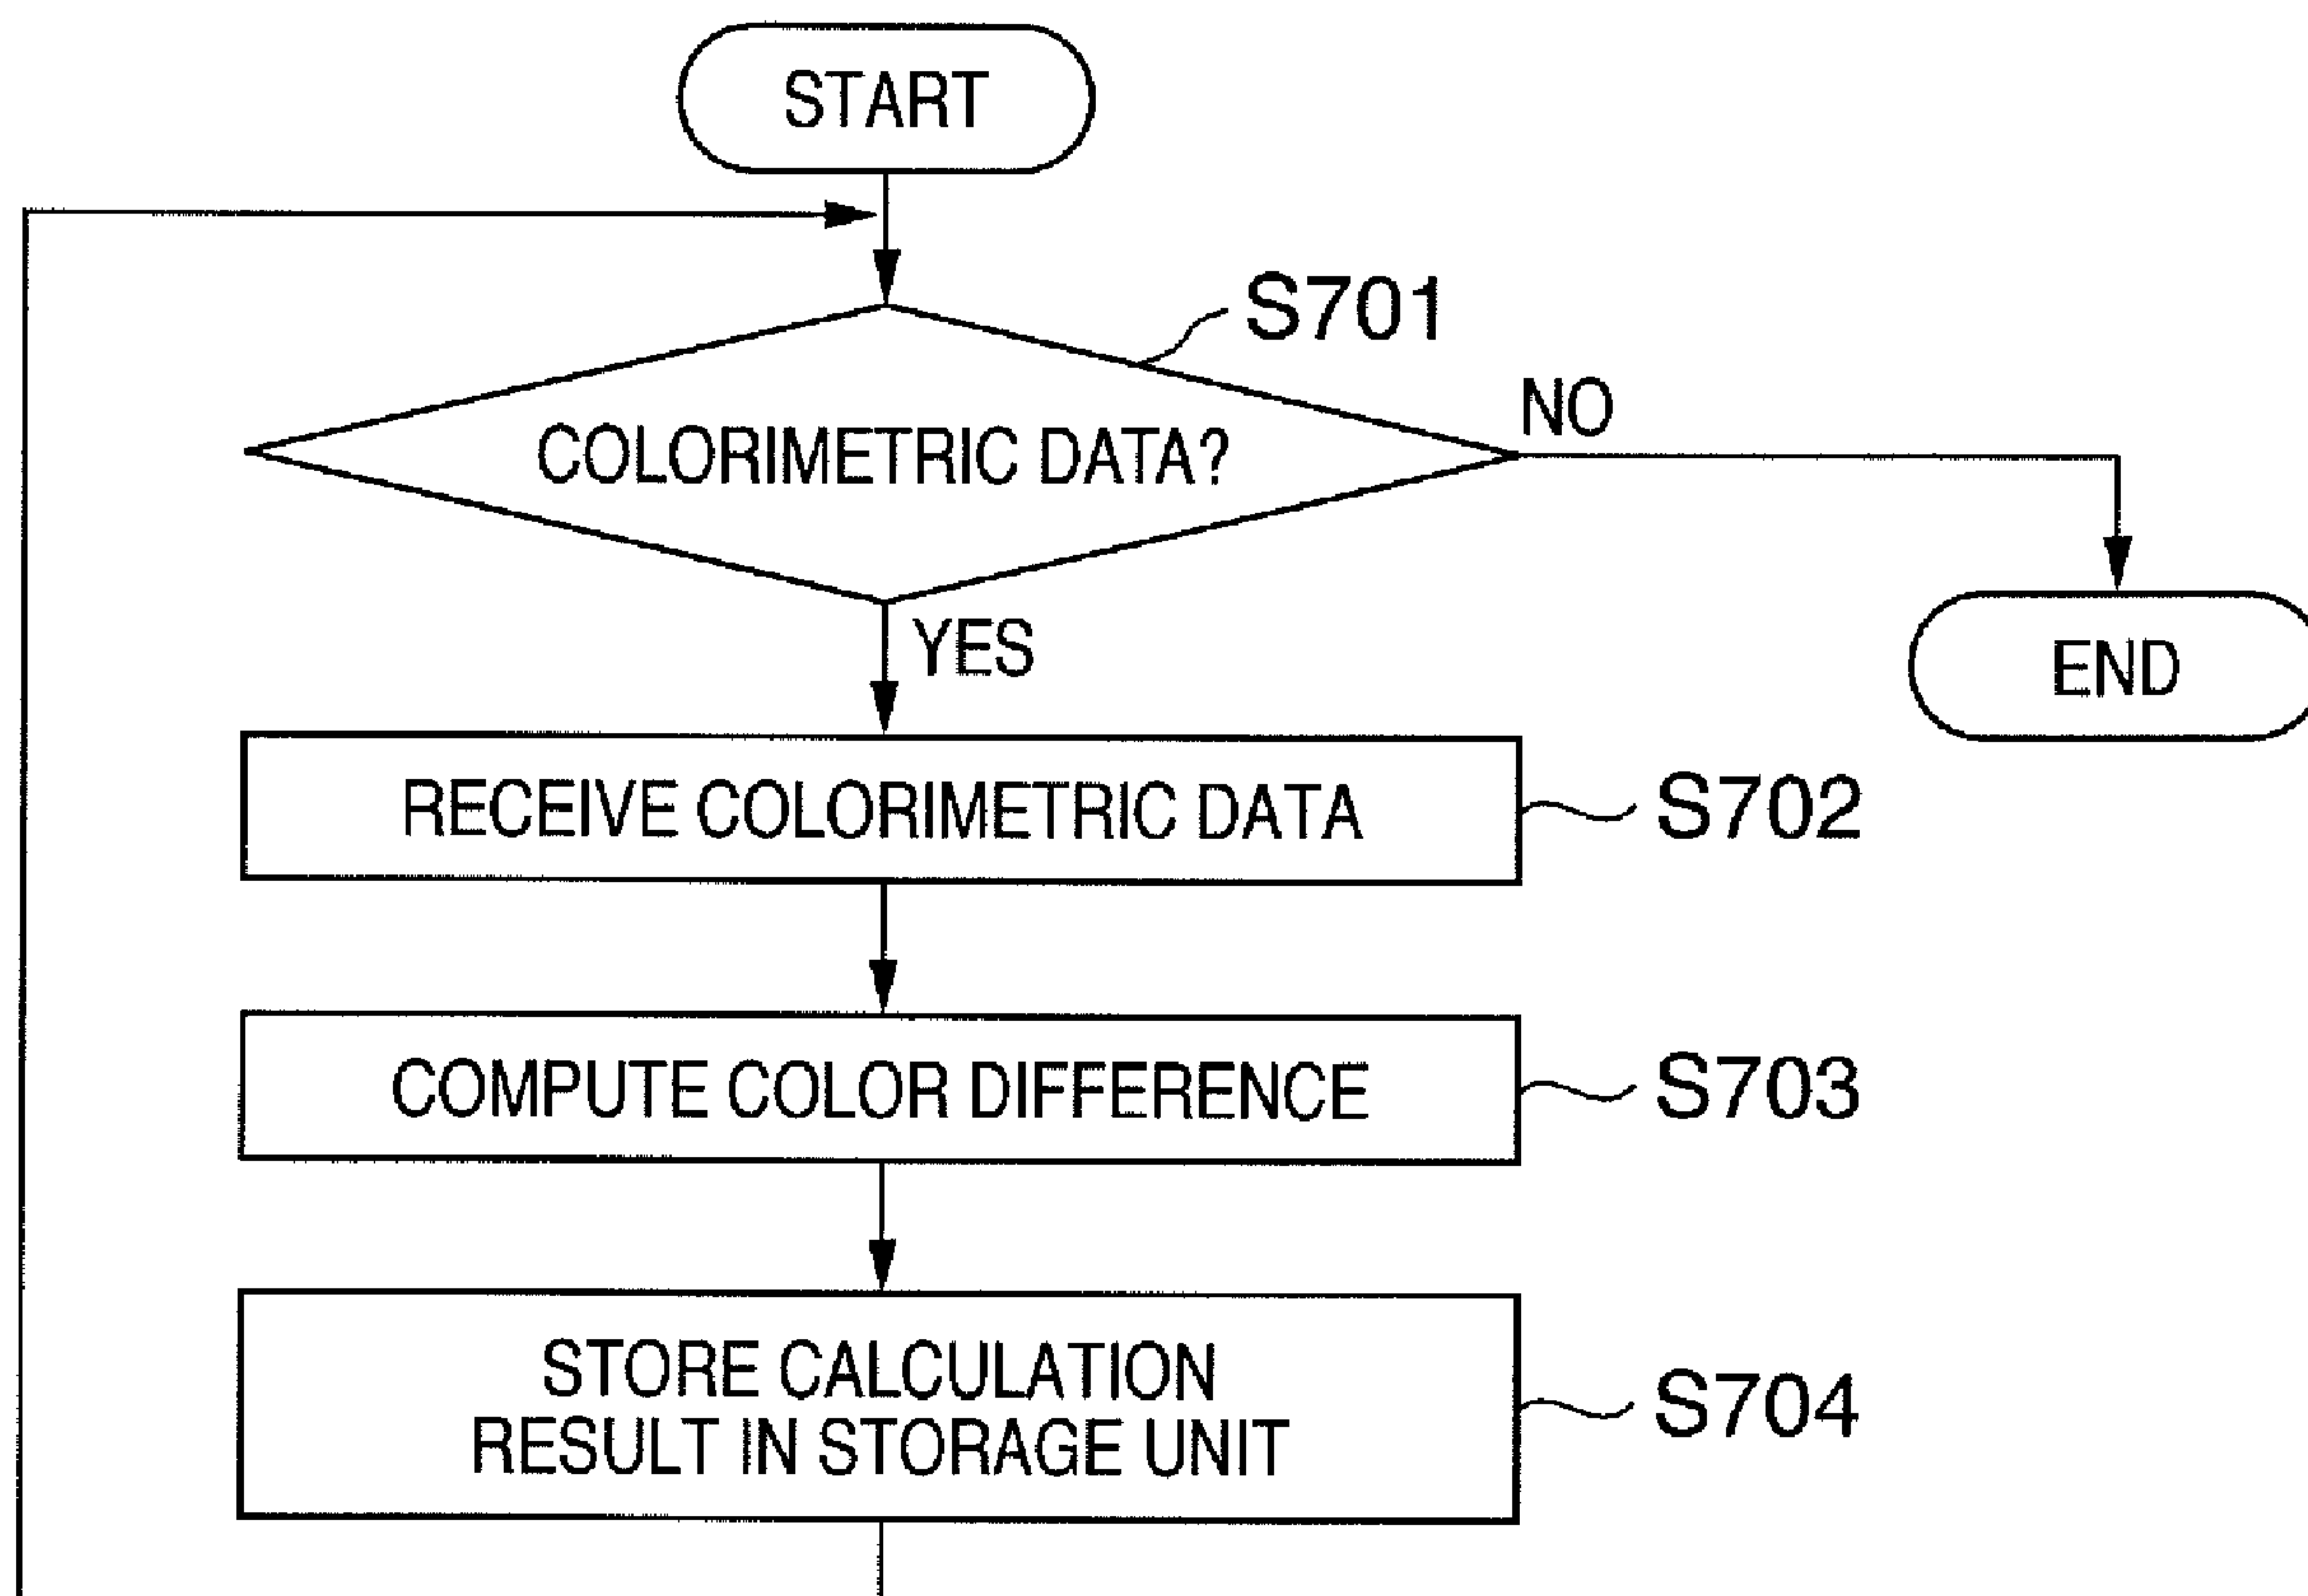 START
S701
COLORIMETRIC DATA?
NO
YES
END
RECEIVE COLORIMETRIC DATA
S702
COMPUTE COLOR DIFFERENCE
S703
STORE CALCULATION
RESULT IN STORAGE UNIT
S704